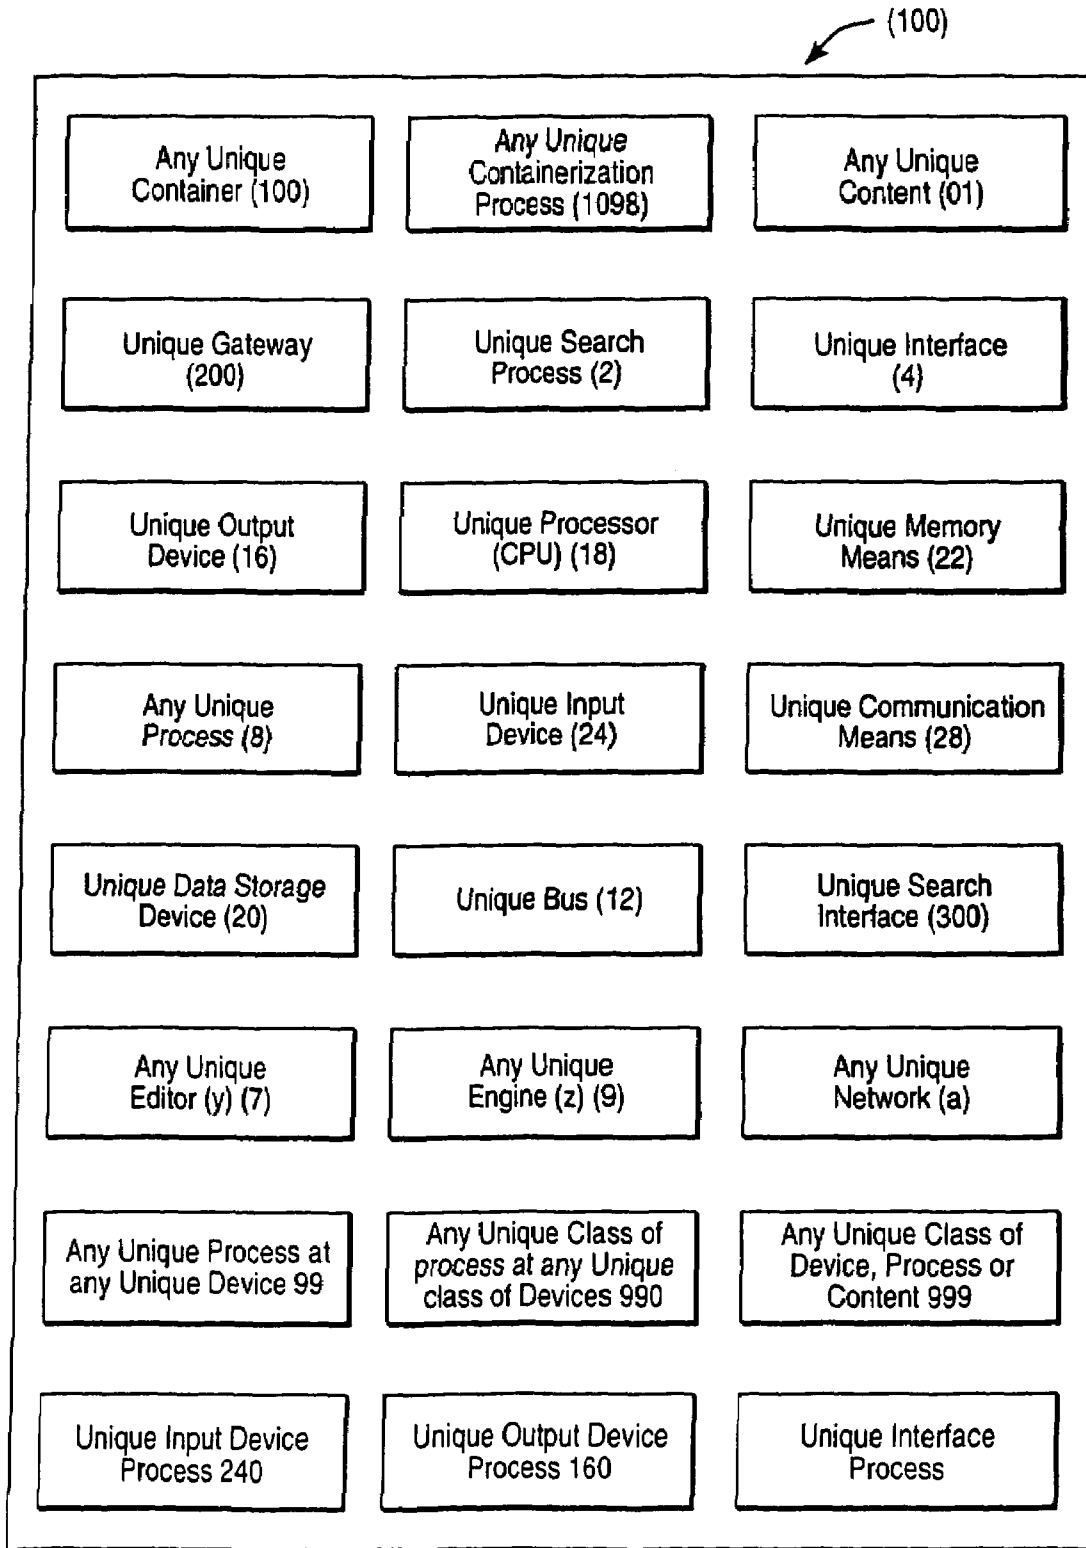 (100)
Any Unique
Container (100)
Any Unique
Containerization
Process (1098)
Any Unique
Content (01)
Unique Gateway
(200)
Unique Search
Process (2)
Unique Interface
(4)
Unique Output
Device (16)
Unique Processor
(CPU) (18)
Unique Memory
Means (22)
Any Unique
Process (8)
Unique Input
Device (24)
Unique Communication
Means (28)
Unique Data Storage
Device (20)
Unique Bus (12)
Unique Search
Interface (300)
Any Unique
Editor (y) (7)
Any Unique
Engine (z) (9)
Any Unique
Network (a)
Any Unique Process at
any Unique Device 99
Any Unique Class of
process at any Unique
class of Devices 990
Any Unique Class of
Device, Process or
Content 999
Unique Input Device
Process 240
Unique Output Device
Process 160
Unique Interface
Process